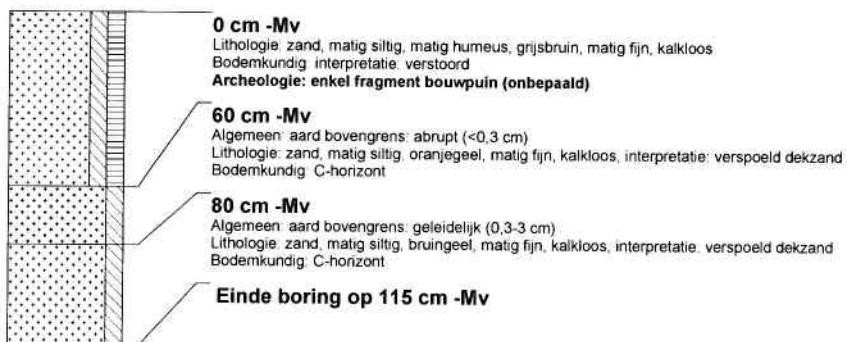 0 cm -Mv
Lithologie: zand, matig siltig, matig humeus, grijsbruin, matig fijn, kalkloos
Bodemkundig: interpretatie: verstoord
Archeologie: enkel fragment bouwpuin (onbepaald)
60 cm -Mv
Algemeen: aard bovengrens: abrupt (<0,3 cm)
Lithologie: zand, matig siltig, oranjegeel, matig fijn, kalkloos, interpretatie: verspoeld dekzand
Bodemkundig: C-horizont
80 cm -Mv
Algemeen: aard bovengrens: geleidelijk (0,3-3 cm)
Lithologie: zand, matig siltig, bruingeel, matig fijn, kalkloos, interpretatie: verspoeld dekzand
Bodemkundig: C-horizont
Einde boring op 115 cm -Mv